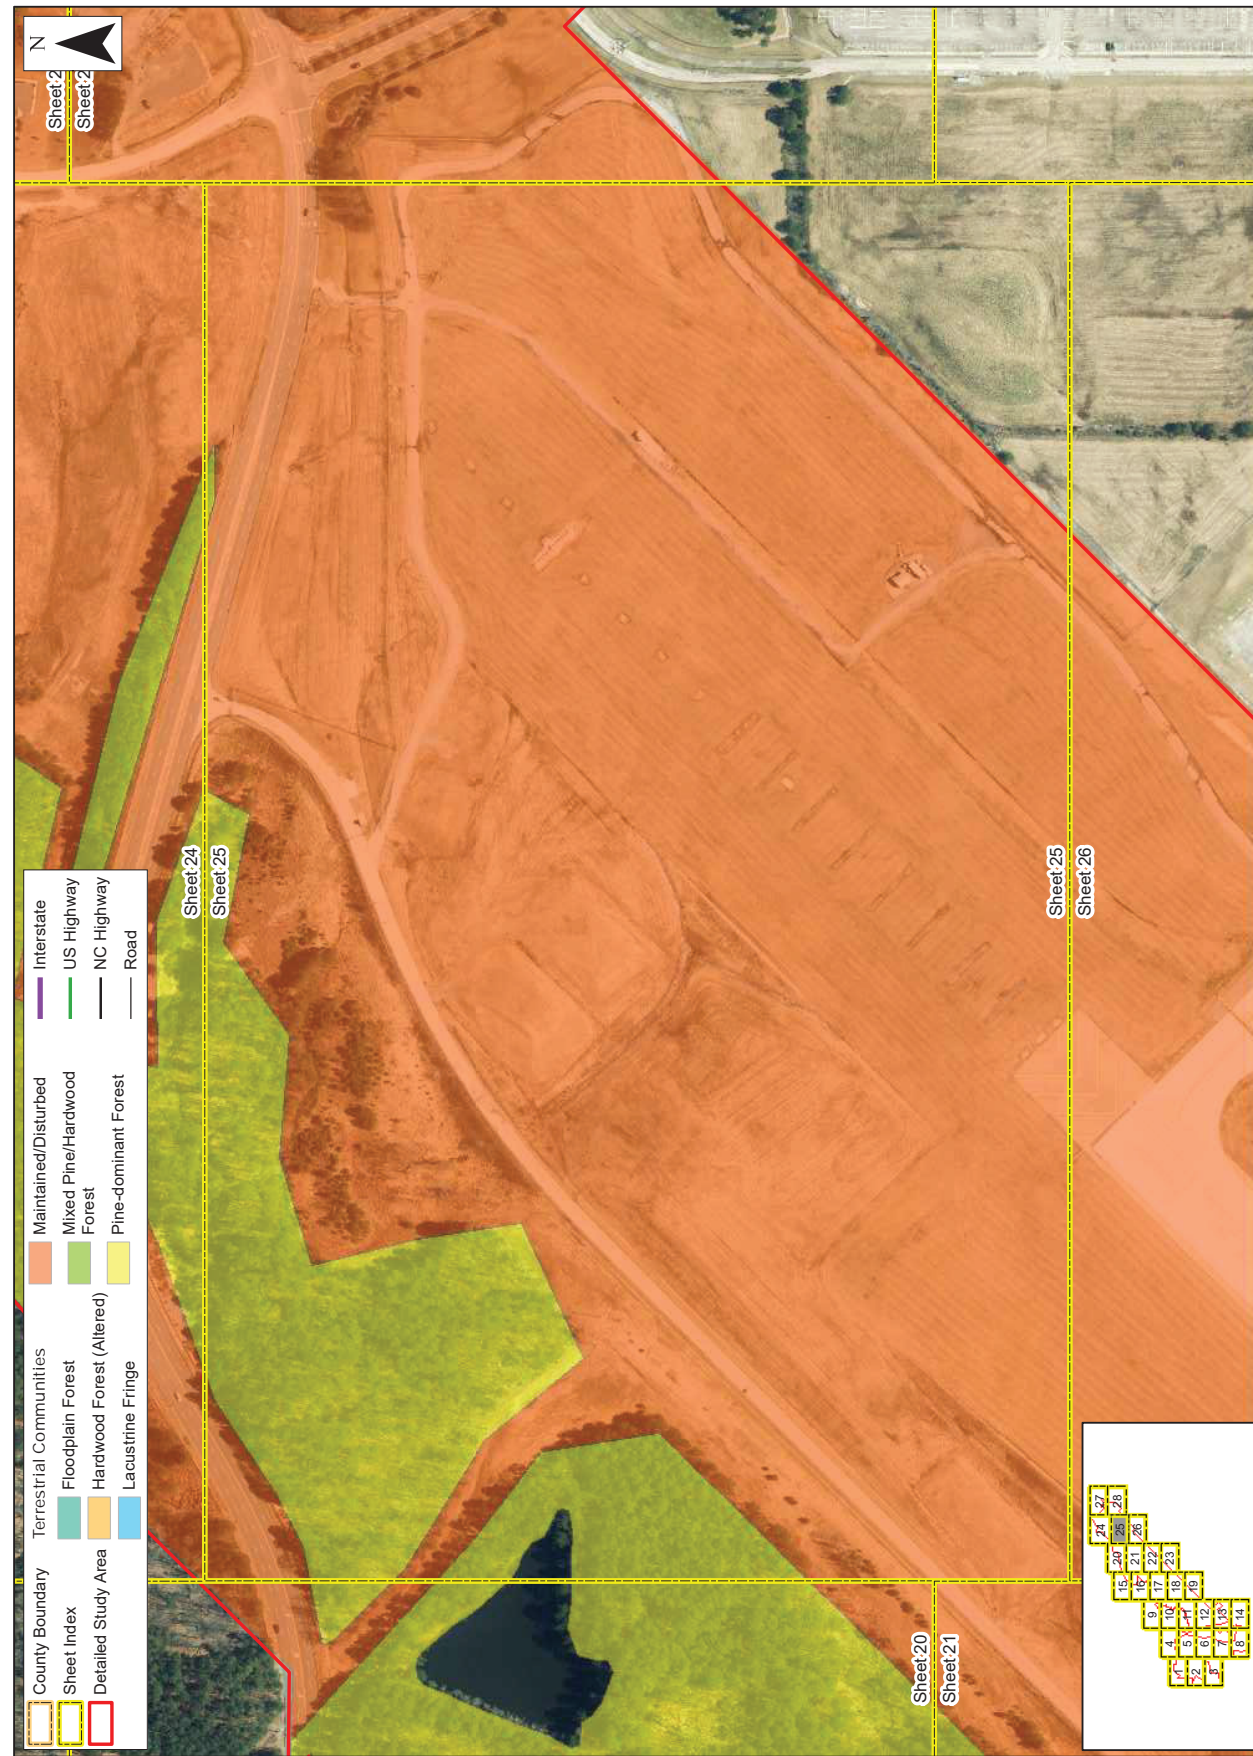 N
Sheet 2
Sheet 2
Sheet 24
Sheet 25
Sheet 25
Sheet 26
Sheet 20
Sheet 21
County Boundary
Sheet Index
Detailed Study Area
Terrestrial Communities
Floodplain Forest
Hardwood Forest (Altered)
Lacustrine Fringe
Maintained/Disturbed
Mixed Pine/Hardwood
Forest
Pine-dominant Forest
Interstate
US Highway
NC Highway
Road
1
2
3
4
5
6
7
8
9
10
11
12
13
14
15
16
17
18
19
20
21
22
23
24
25
26
27
28